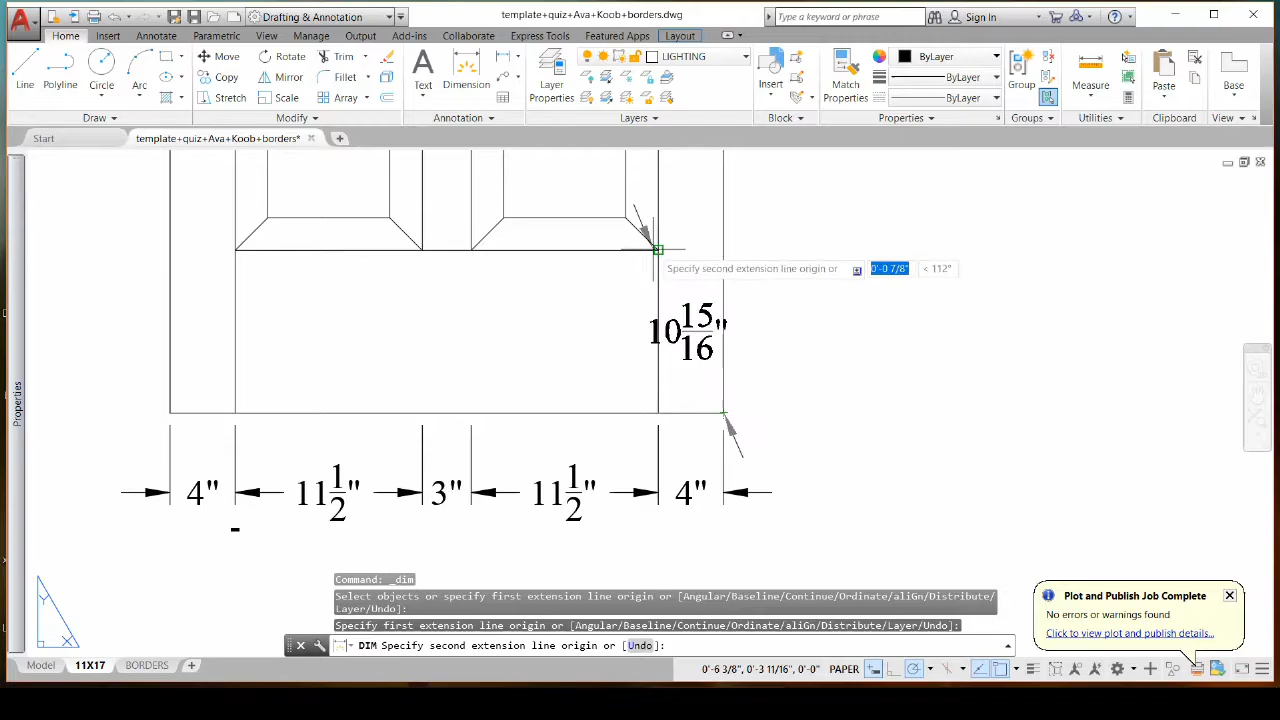 Drafting & Annotation
template+quiz+Ava+Koob+borders.dwg
Type a keyword or phrase
Sign In
Home Insert Annotate Parametric View Manage Output Add-ins Collaborate Express Tools Featured Apps Layout
Line Polyline Circle Arc
Move Rotate Trim
Copy Mirror Fillet
Stretch Scale Array
Text Dimension
Layer Properties
LIGHTING
Insert
Match Properties
ByLayer
ByLayer
ByLayer
Group
Measure
Paste
Base
Draw Modify Annotation Layers Block Properties Groups Utilities Clipboard View
Start template+quiz+Ava+Koob+borders*
Properties
Specify second extension line origin or 0'-0 7/8" < 112°
10 15/16"
4" 11 1/2" 3" 11 1/2" 4"
Y
X
Command: _dim
Select objects or specify first extension line origin or [Angular/Baseline/Continue/Ordinate/aliGn/Distribute/
Layer/Undo]:
Specify first extension line origin or [Angular/Baseline/Continue/Ordinate/aliGn/Distribute/Layer/Undo]:
DIM Specify second extension line origin or [Undo]:
Plot and Publish Job Complete
No errors or warnings found
Click to view plot and publish details...
Model 11X17 BORDERS
0'-6 3/8", 0'-3 11/16", 0'-0" PAPER